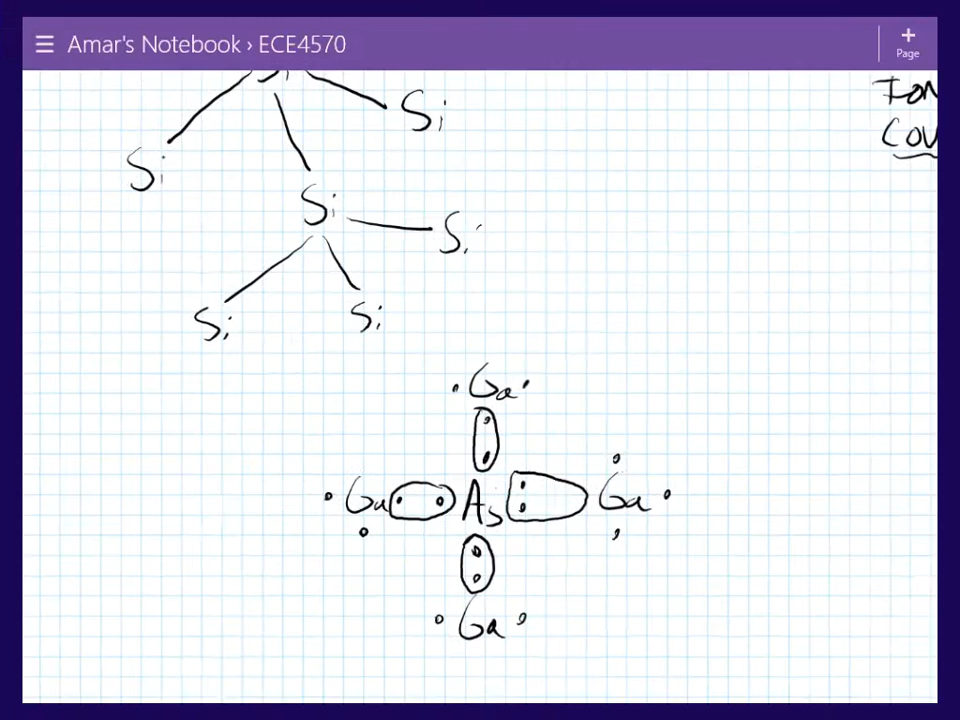 ☰ Amar's Notebook › ECE4570
+
Page
Si
Si
Si
Si
Si
Si
Ga
Ga As Ga
Ga